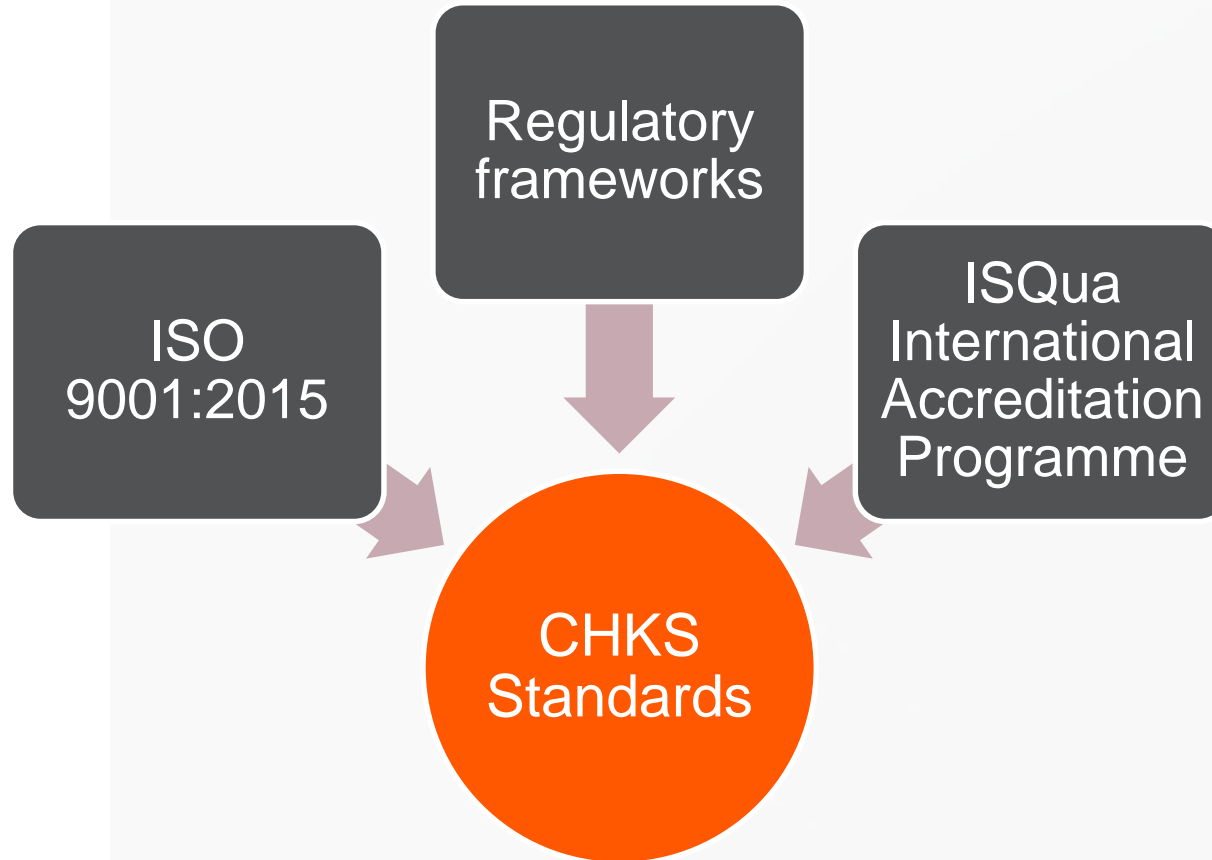 Regulatory
frameworks
ISO
9001:2015
ISQua
International
Accreditation
Programme
CHKS
Standards